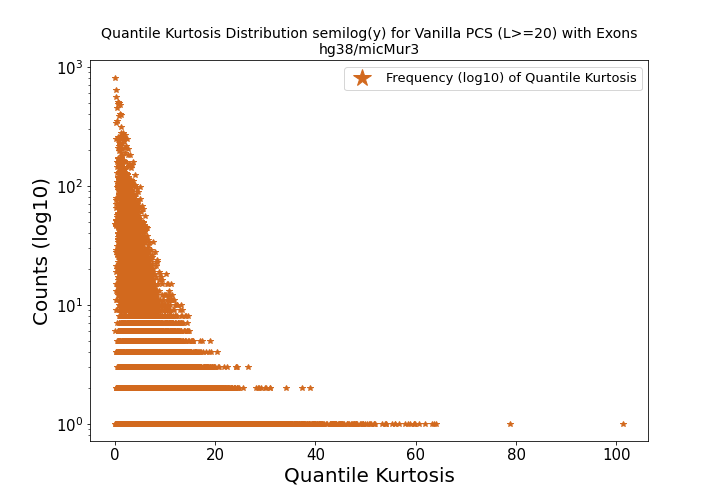 Quantile Kurtosis Distribution semilog(y) for Vanilla PCS (L>=20) with Exons
hg38/micMur3
Frequency (log10) of Quantile Kurtosis
10³
10²
10¹
10⁰
Counts (log10)
0 20 40 60 80 100
Quantile Kurtosis